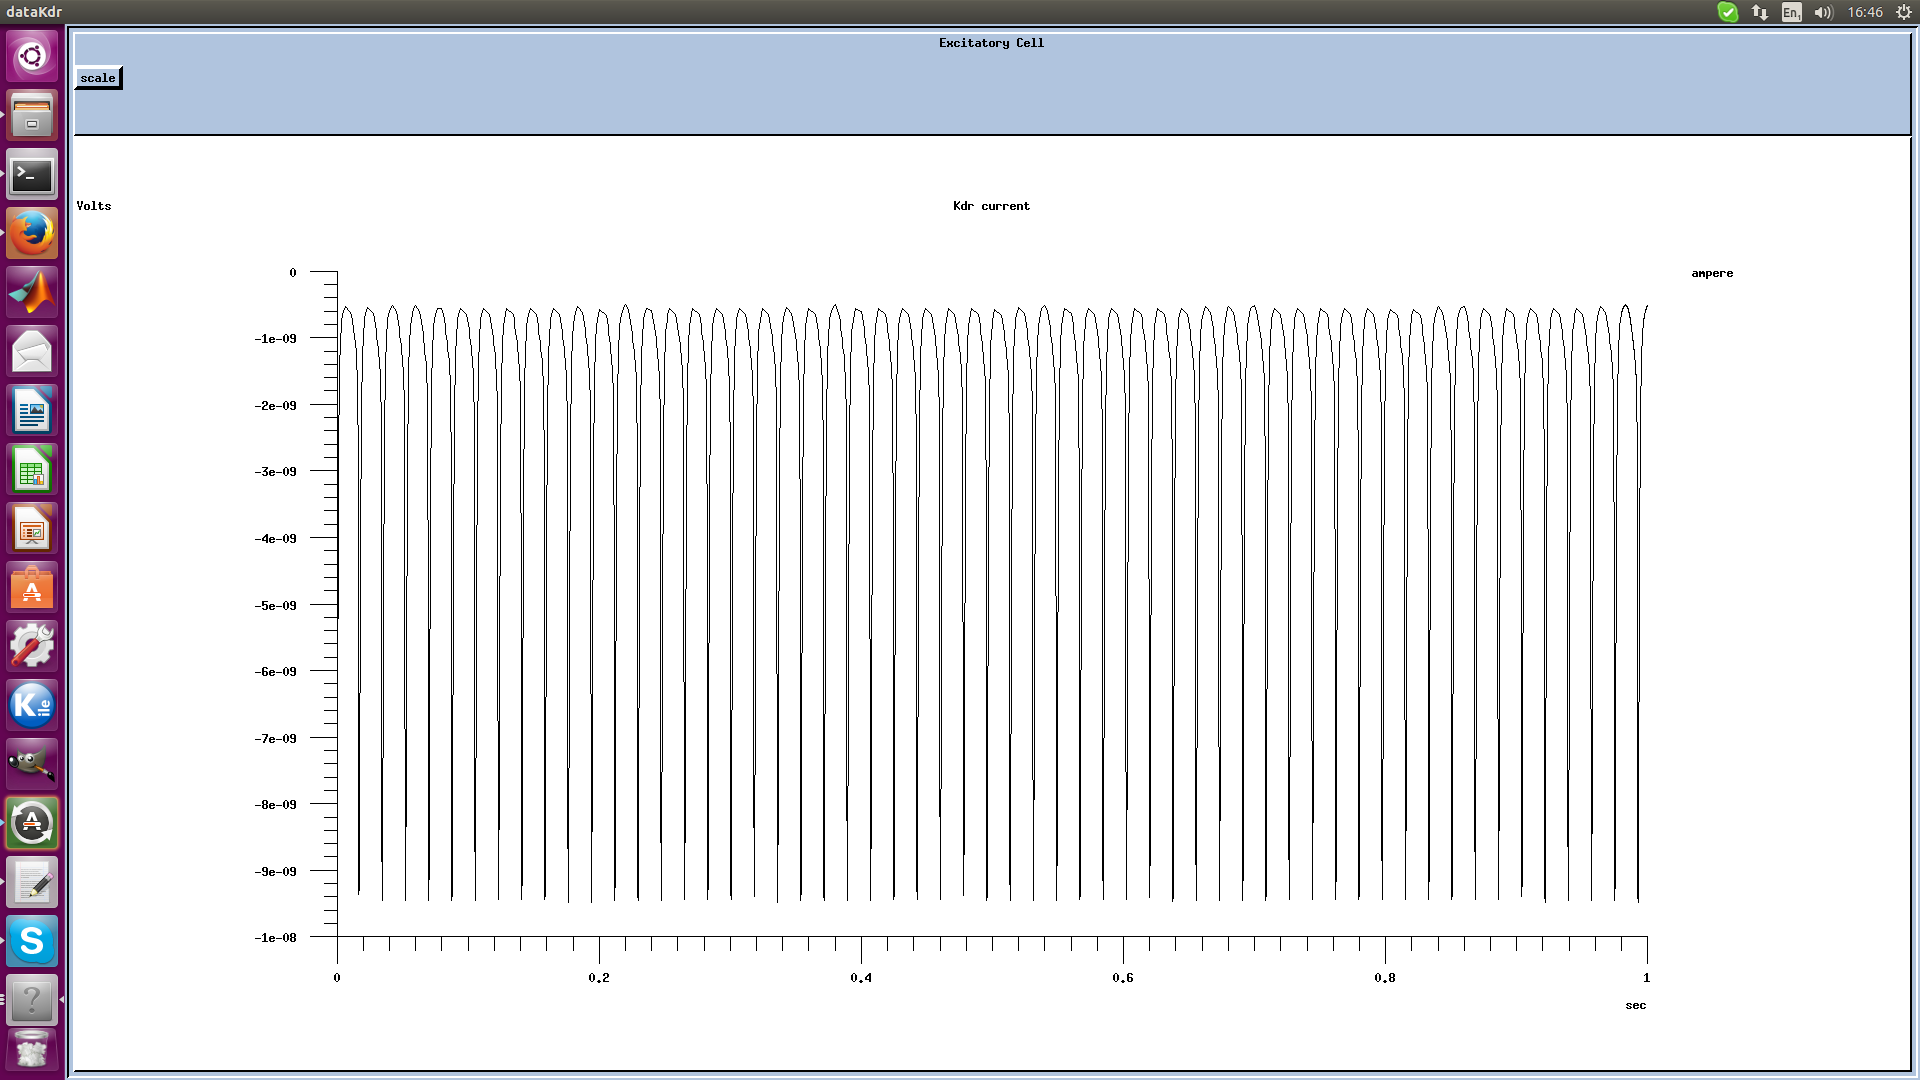 dataKdr
En1
16:46
Excitatory Cell
scale
Volts
Kdr current
ampere
0
-1e-09
-2e-09
-3e-09
-4e-09
-5e-09
-6e-09
-7e-09
-8e-09
-9e-09
-1e-08
0 0.2 0.4 0.6 0.8 1
sec